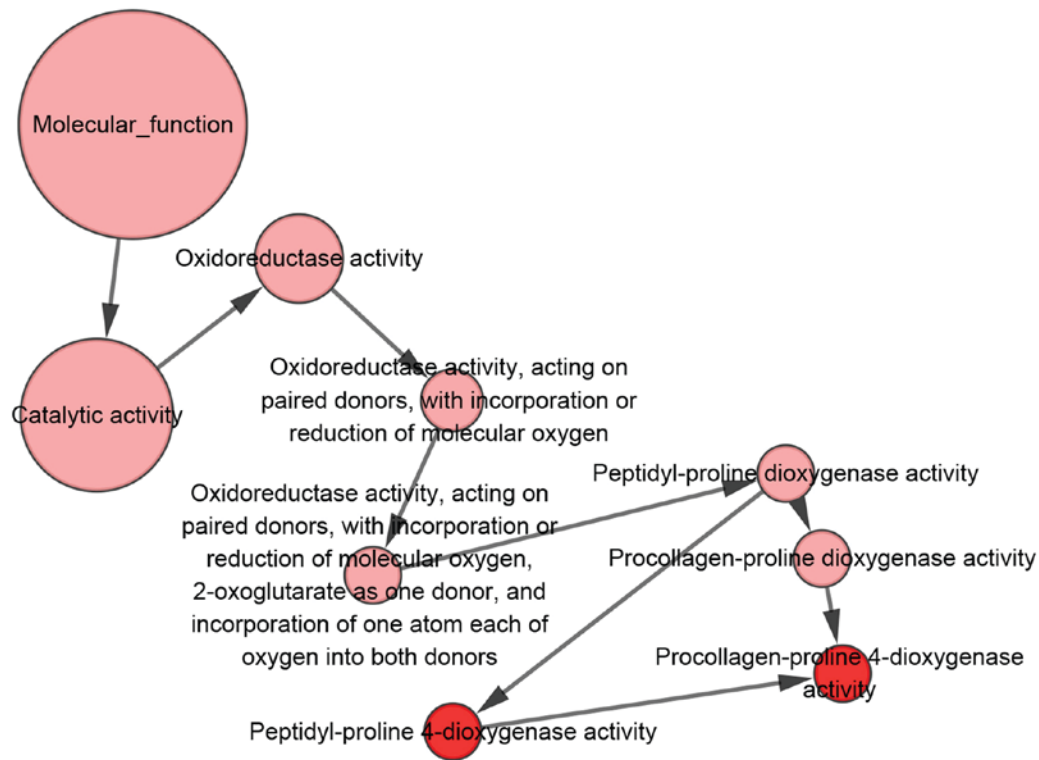 Molecular_function
Oxidoreductase activity
Oxidoreductase activity, acting on
paired donors, with incorporation or
reduction of molecular oxygen
Catalytic activity
Peptidyl-proline dioxygenase activity
Oxidoreductase activity, acting on
paired donors, with incorporation or
reduction of molecular oxygen,
2-oxoglutarate as one donor, and
incorporation of one atom each of
oxygen into both donors
Procollagen-proline dioxygenase activity
Procollagen-proline 4-dioxygenase
activity
Peptidyl-proline 4-dioxygenase activity